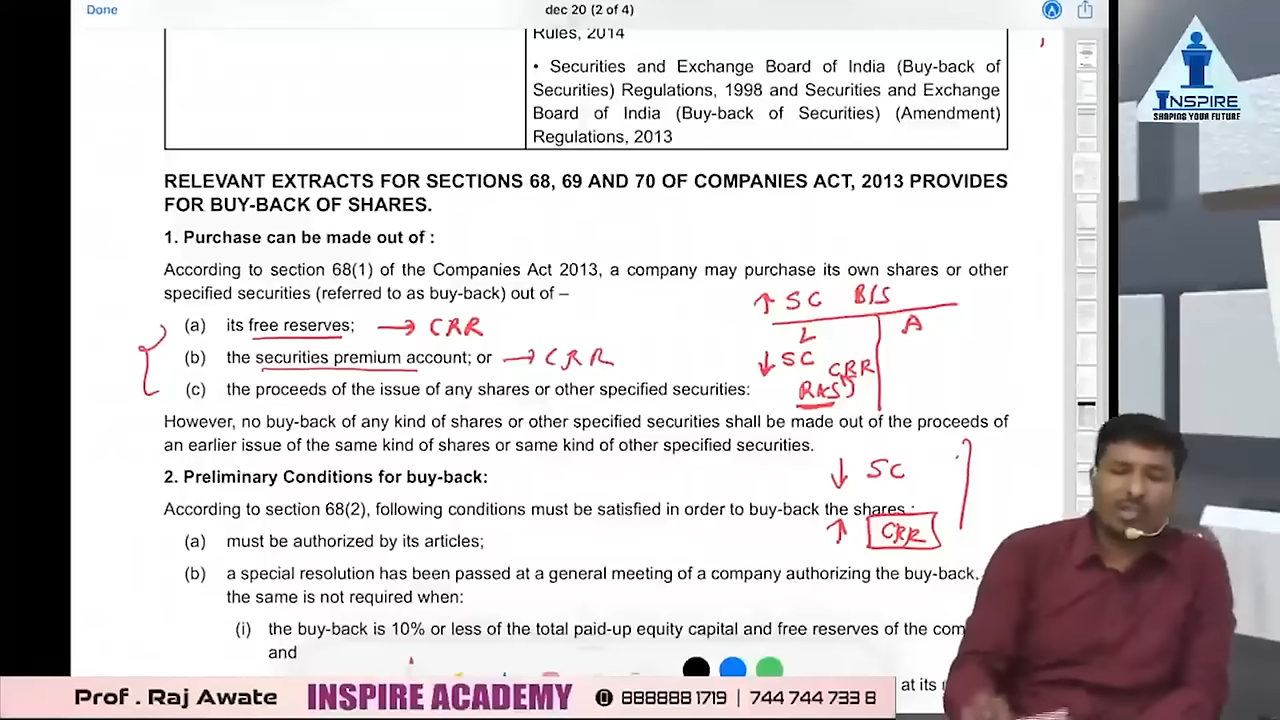 Done
dec 20 (2 of 4)
Rules, 2014
• Securities and Exchange Board of India (Buy-back of
Securities) Regulations, 1998 and Securities and Exchange
Board of India (Buy-back of Securities) (Amendment)
Regulations, 2013
INSPIRE
SHAPING YOUR FUTURE
RELEVANT EXTRACTS FOR SECTIONS 68, 69 AND 70 OF COMPANIES ACT, 2013 PROVIDES
FOR BUY-BACK OF SHARES.
1. Purchase can be made out of :
According to section 68(1) of the Companies Act 2013, a company may purchase its own shares or other
specified securities (referred to as buy-back) out of –
↑ SC B/S
(a) its free reserves; → CRR
L A
(b) the securities premium account; or → CRR
↓ SC
CRR
(c) the proceeds of the issue of any shares or other specified securities:
However, no buy-back of any kind of shares or other specified securities shall be made out of the proceeds of
an earlier issue of the same kind of shares or same kind of other specified securities.
↓ SC
2. Preliminary Conditions for buy-back:
According to section 68(2), following conditions must be satisfied in order to buy-back the shares :
↑ CRR
(a) must be authorized by its articles;
(b) a special resolution has been passed at a general meeting of a company authorizing the buy-back,
the same is not required when:
(i) the buy-back is 10% or less of the total paid-up equity capital and free reserves of the com
and
at its
Prof . Raj Awate INSPIRE ACADEMY 888888 1719 | 744 744 733 8